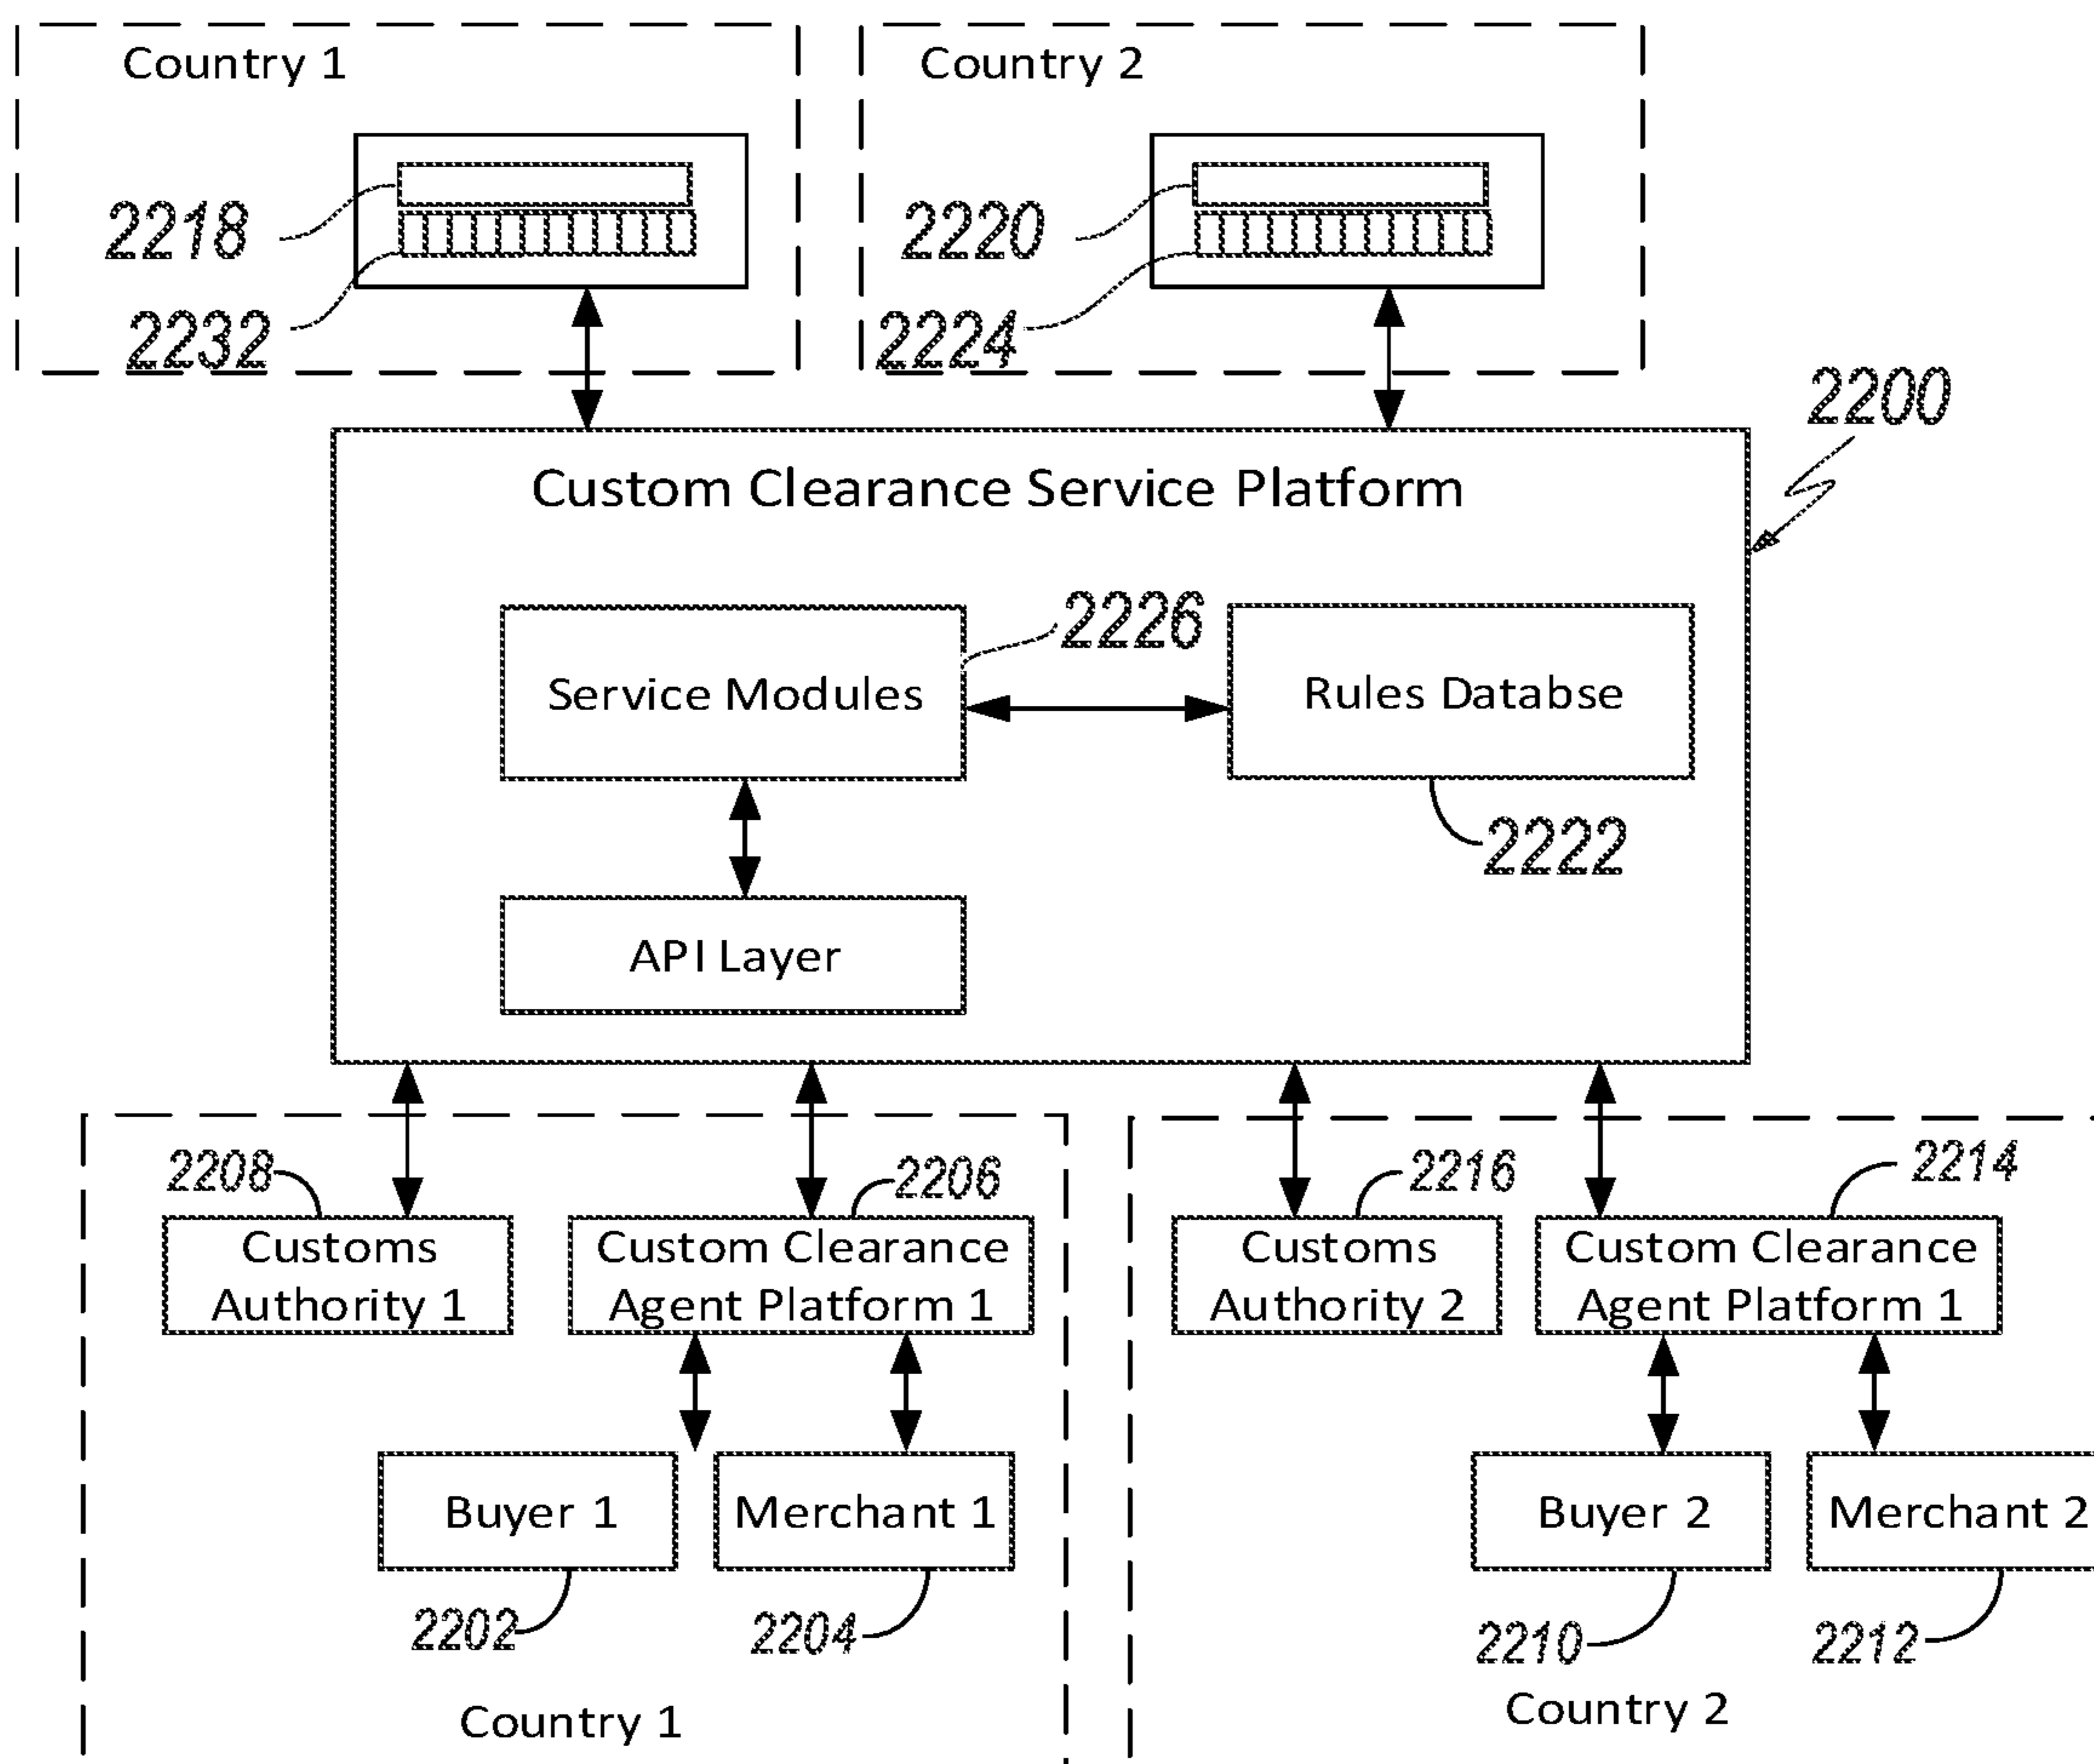 Country 1
Country 2
2218
2220
2232
2224
2200
Custom Clearance Service Platform
2226
Service Modules
Rules Databse
2222
API Layer
2208
2206
2216
2214
Customs
Authority 1
Custom Clearance
Agent Platform 1
Customs
Authority 2
Custom Clearance
Agent Platform 1
Buyer 1
Merchant 1
Buyer 2
Merchant 2
2202
2204
2210
2212
Country 1
Country 2